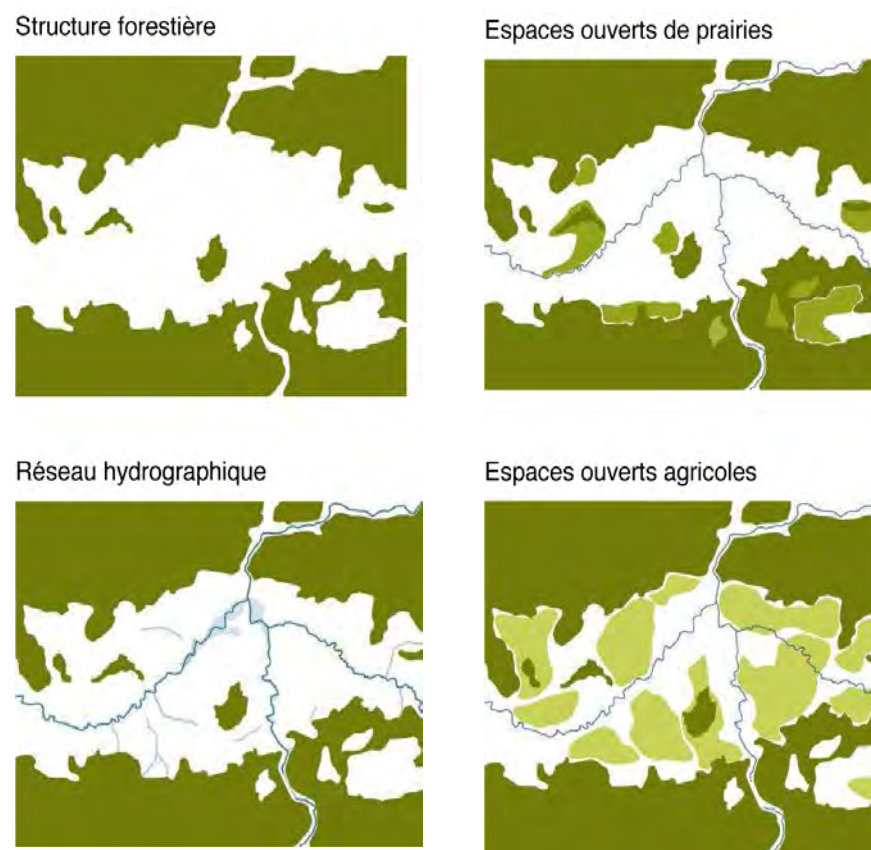 Structure forestière
Espaces ouverts de prairies
Réseau hydrographique
Espaces ouverts agricoles